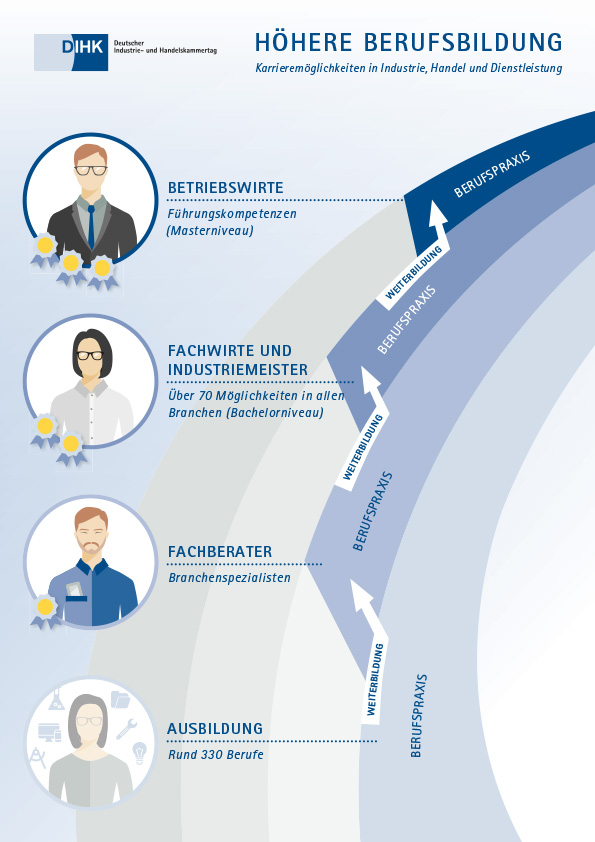 DIHK
Deutscher
Industrie- und Handelskammertag
HÖHERE BERUFSBILDUNG
Karrieremöglichkeiten in Industrie, Handel und Dienstleistung
BERUFSPRAXIS
BETRIEBSWIRTE
Führungskompetenzen
(Masterniveau)
WEITERBILDUNG
BERUFSPRAXIS
FACHWIRTE UND
INDUSTRIEMEISTER
Über 70 Möglichkeiten in allen
Branchen (Bachelorniveau)
WEITERBILDUNG
BERUFSPRAXIS
FACHBERATER
Branchenspezialisten
WEITERBILDUNG
BERUFSPRAXIS
AUSBILDUNG
Rund 330 Berufe